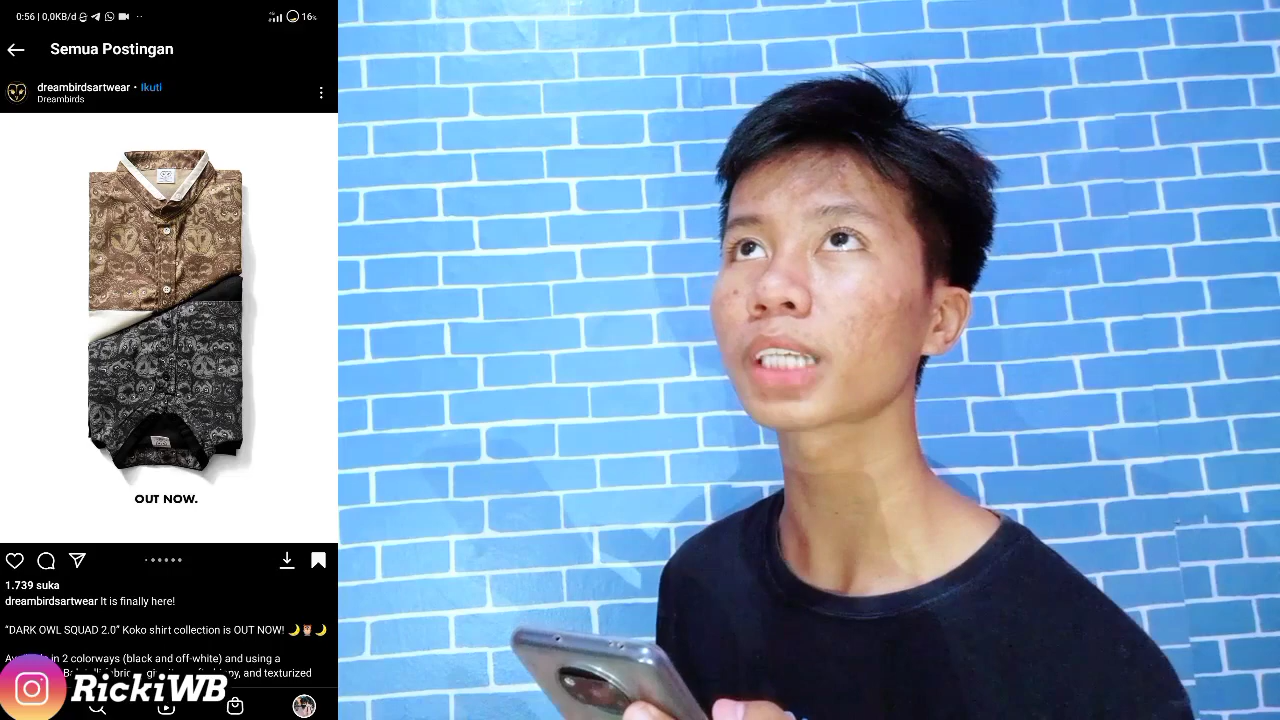 0:56 | 0,0KB/d
16%
Semua Postingan
dreambirdsartwear • Ikuti
Dreambirds
OUT NOW.
1.739 suka
dreambirdsartwear It is finally here!
“DARK OWL SQUAD 2.0” Koko shirt collection is OUT NOW! 🌙🦉🌙
in 2 colorways (black and off-white) and using a
and texturized
RickiWB